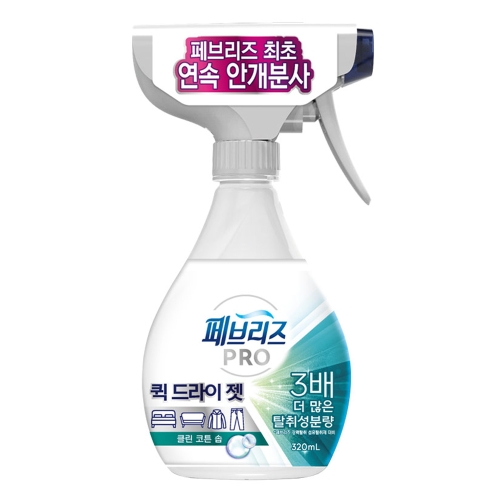 페브리즈 최초
연속 안개분사
페브리즈
PRO
퀵 드라이 젯
클린 코튼 솝
3배
더 많은
탈취성분량
320mL